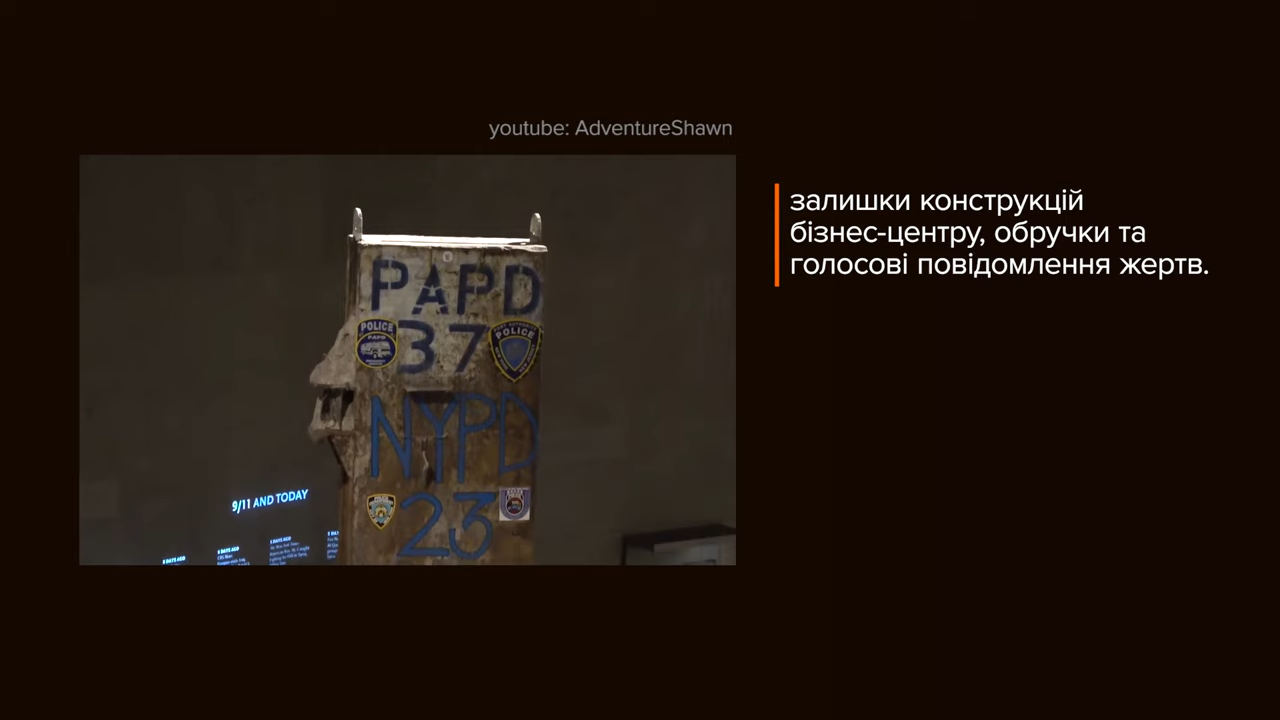 youtube: AdventureShawn
залишки конструкцій
бізнес-центру, обручки та
голосові повідомлення жертв.
PAPD
POLICE
PAPD
37
POLICE
NYPD
23
9/11 AND TODAY